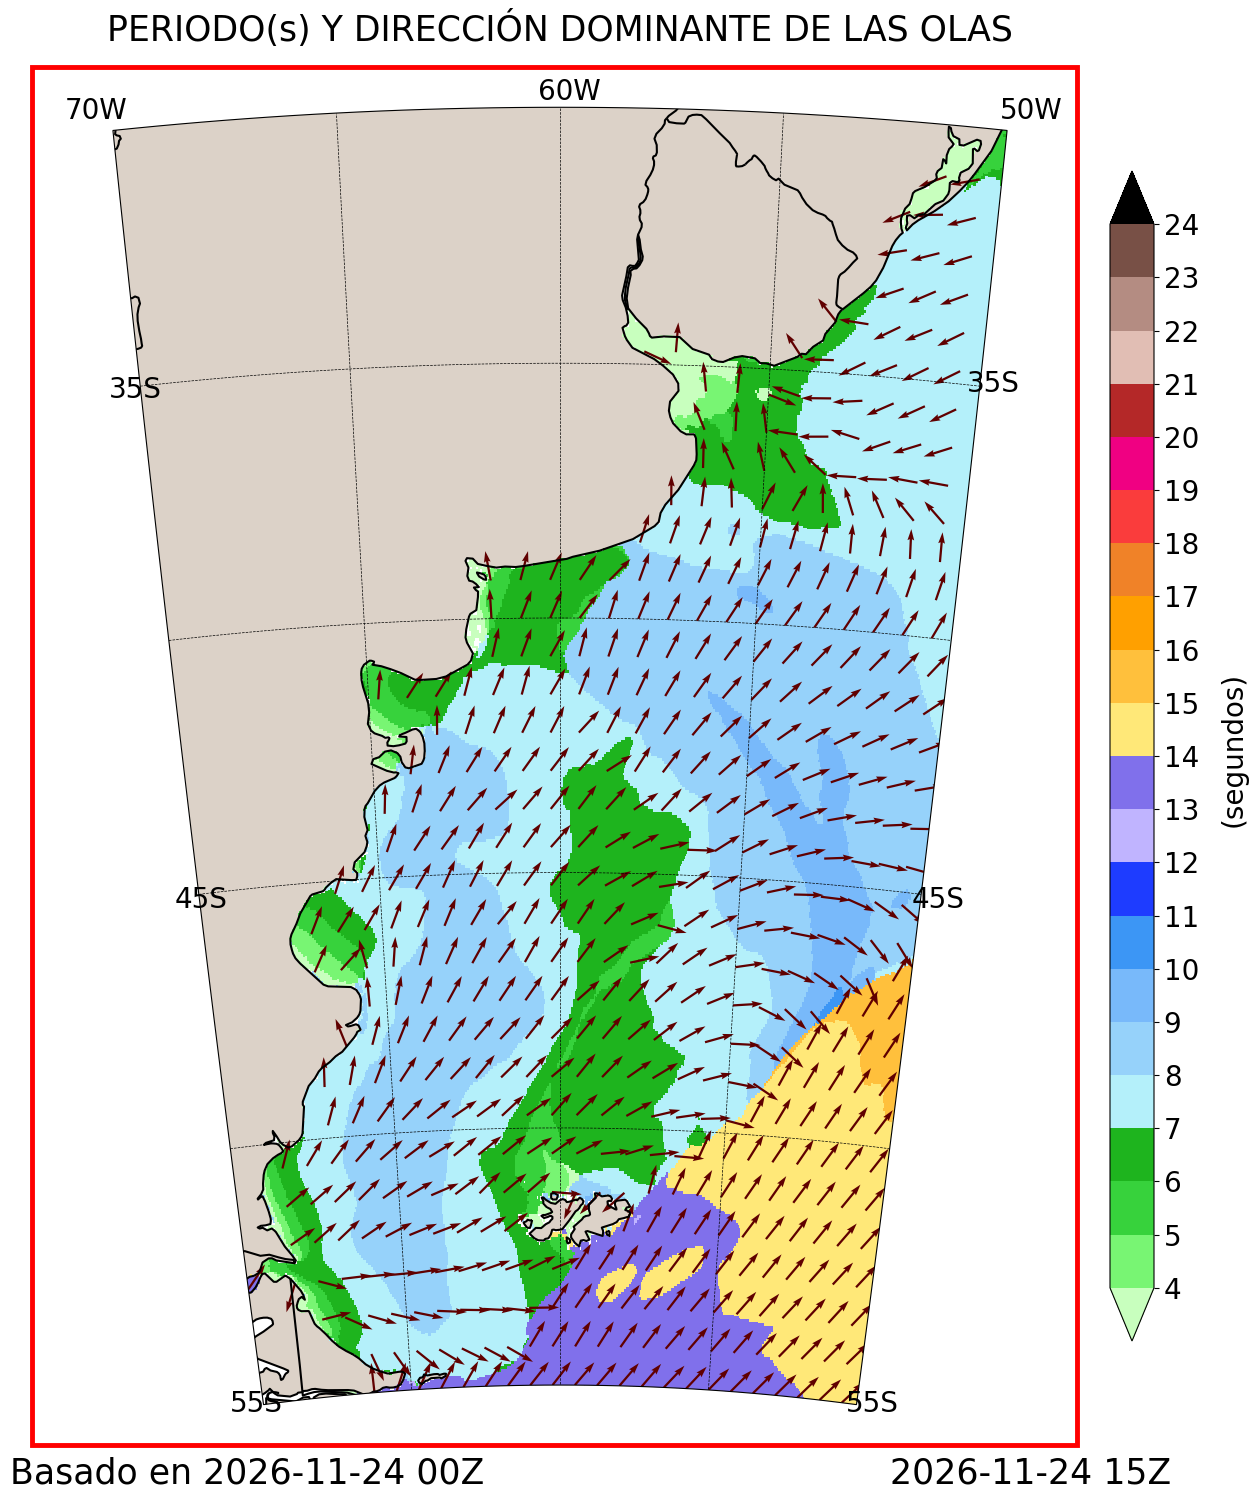 PERIODO(s) Y DIRECCIÓN DOMINANTE DE LAS OLAS
70W
60W
50W
35S
35S
45S
45S
55S
55S
24
23
22
21
20
19
18
17
16
15
14
13
12
11
10
9
8
7
6
5
4
(segundos)
Basado en 2026-11-24 00Z
2026-11-24 15Z